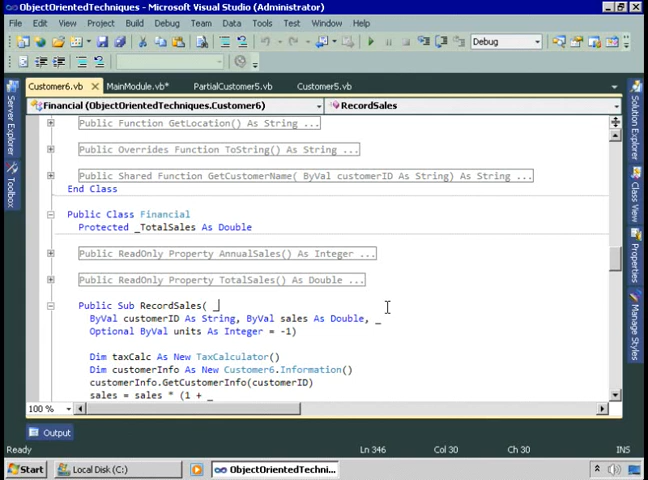 ObjectOrientedTechniques - Microsoft Visual Studio (Administrator)
File Edit View Project Build Debug Team Data Tools Test Window Help
Debug
Customer6.vb MainModule.vb* PartialCustomer5.vb Customer5.vb
Financial (ObjectOrientedTechniques.Customer6) RecordSales
Public Function GetLocation() As String ...
Public Overrides Function ToString() As String ...
Public Shared Function GetCustomerName( ByVal customerID As String) As String ...
End Class
Public Class Financial
Protected _TotalSales As Double
Public ReadOnly Property AnnualSales() As Integer ...
Public ReadOnly Property TotalSales() As Double ...
Public Sub RecordSales( _
ByVal customerID As String, ByVal sales As Double, _
Optional ByVal units As Integer = -1)
Dim taxCalc As New TaxCalculator()
Dim customerInfo As New Customer6.Information()
customerInfo.GetCustomerInfo(customerID)
sales = sales * (1 + _
100 %
Server Explorer
Toolbox
Solution Explorer
Class View
Properties
Manage Styles
Output
Ready Ln 346 Col 30 Ch 30 INS
Start Local Disk (C:) ObjectOrientedTechni...